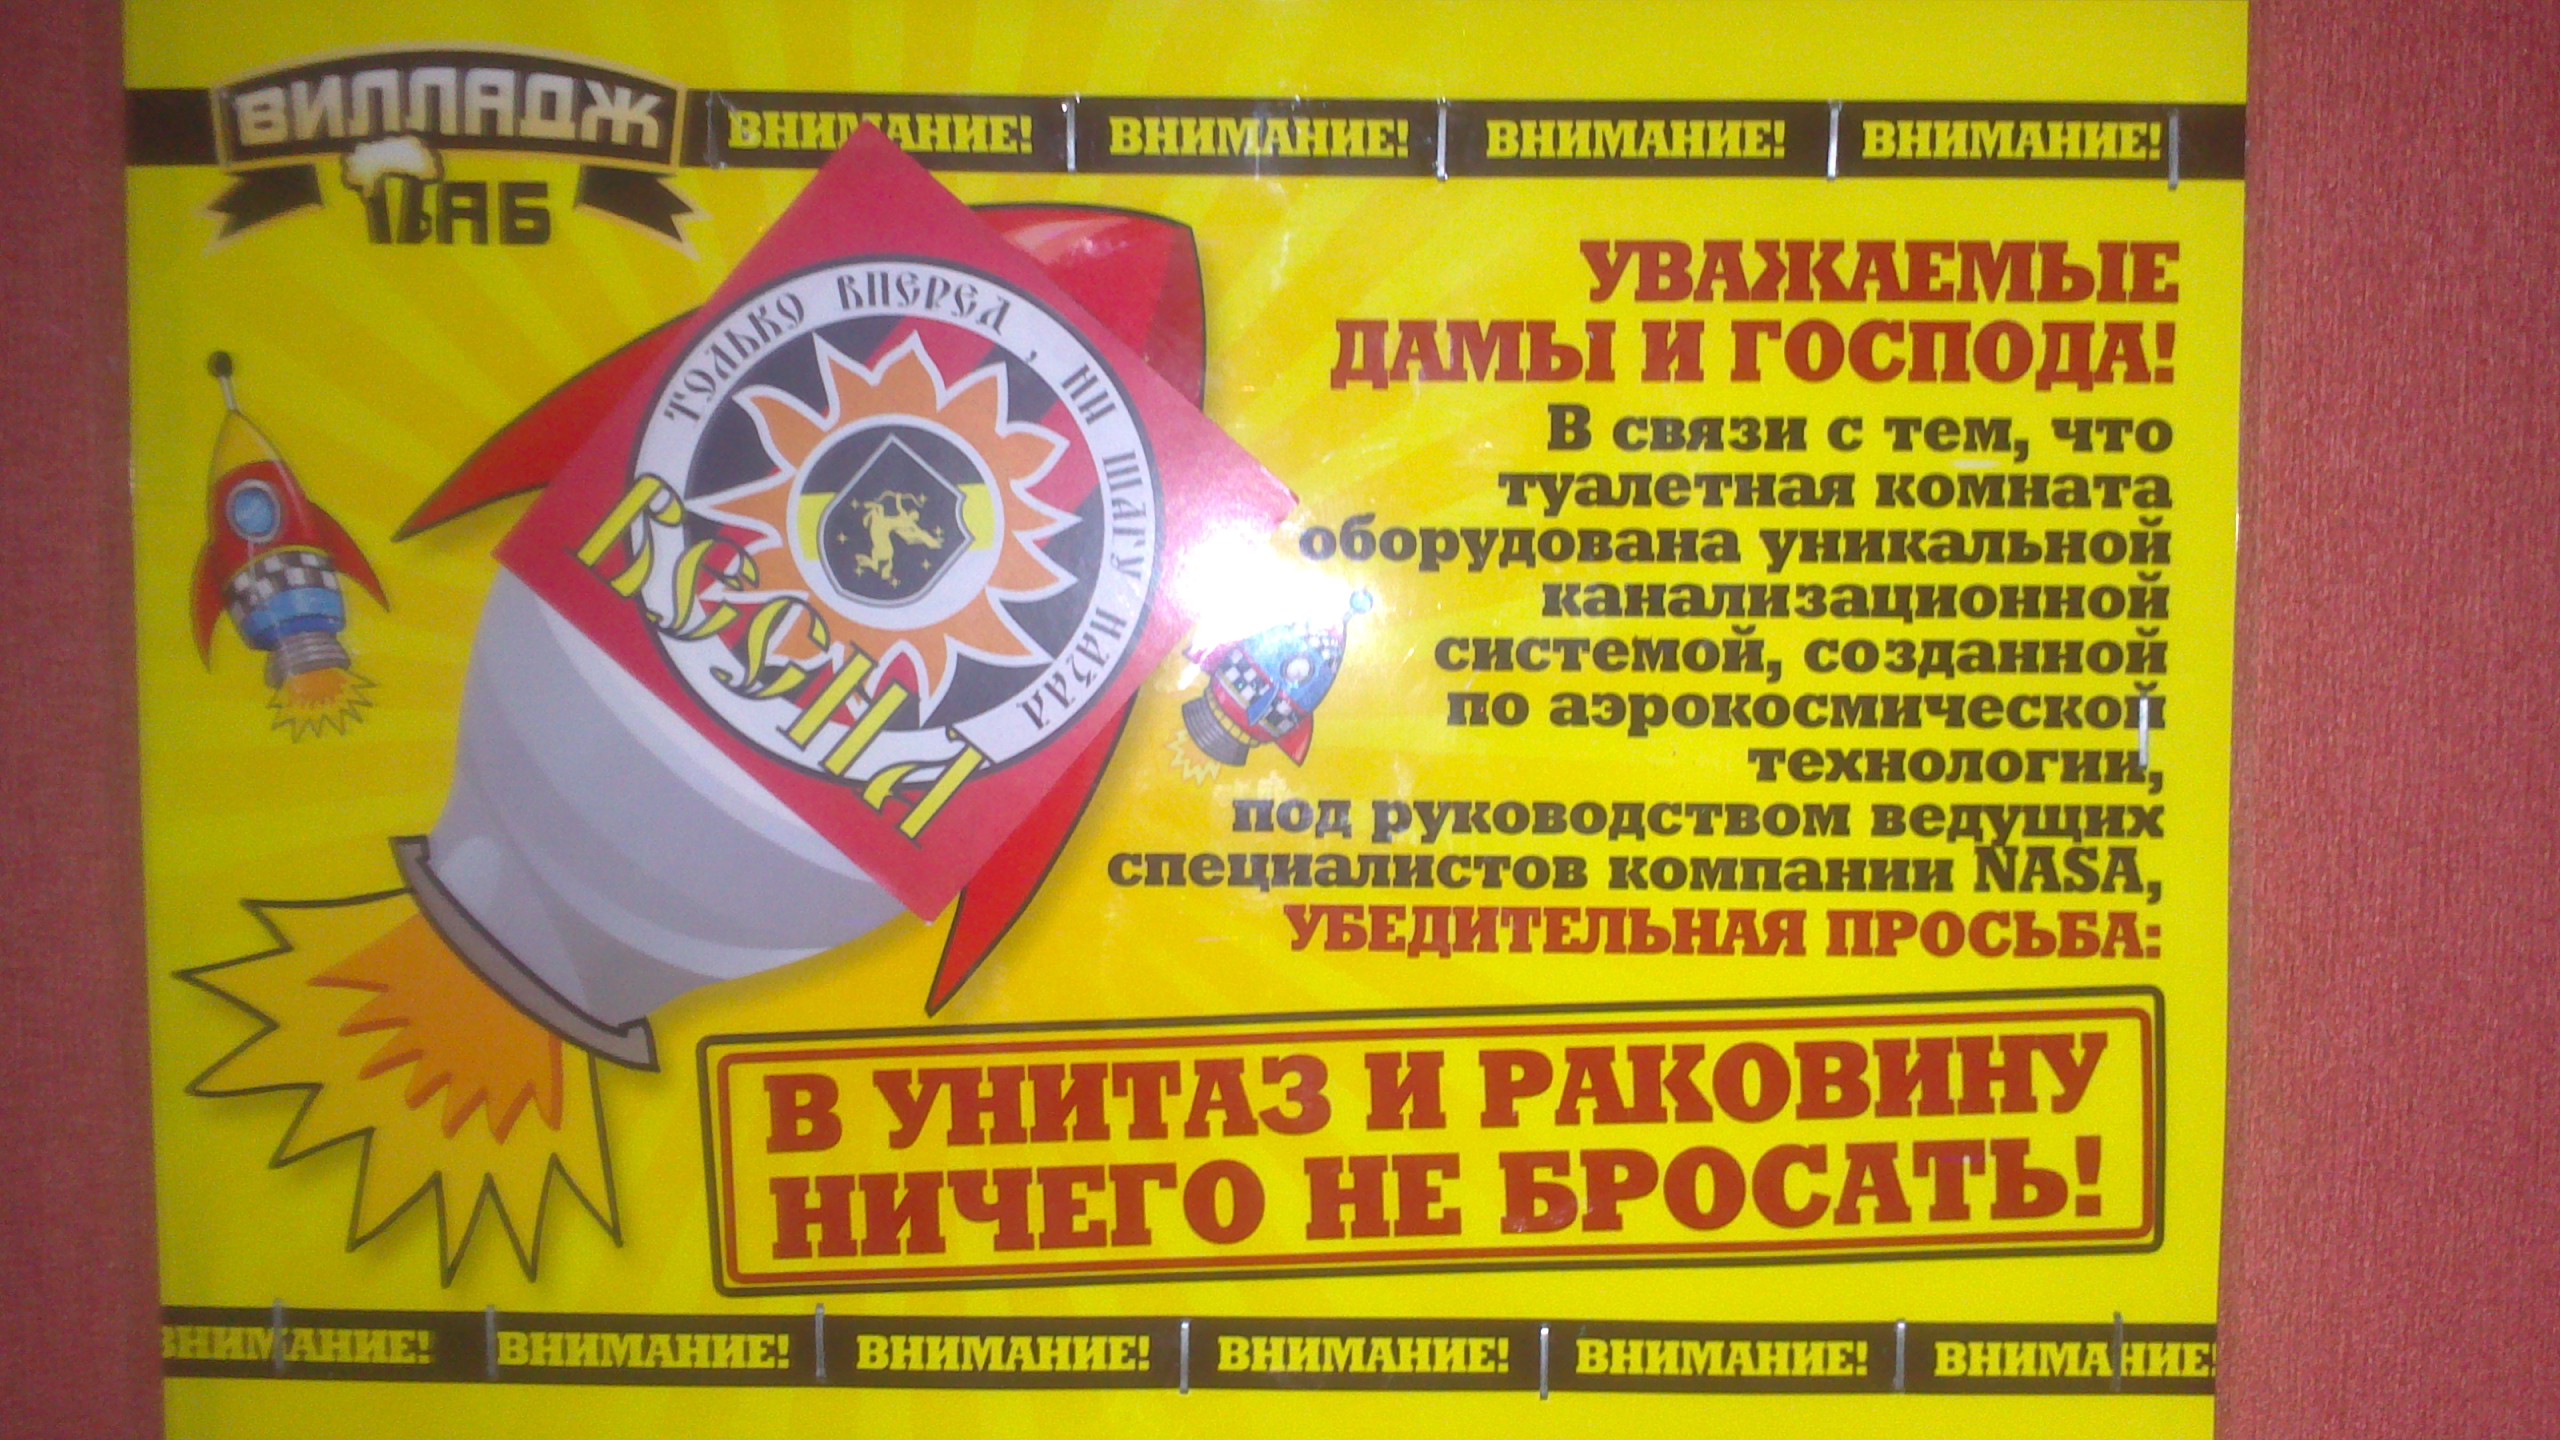 ВИЛЛАД�ж
ПАБ
ВНИМАНИЕ! ВНИМАНИЕ! ВНИМАНИЕ! ВНИМАНИЕ!
ТОЛЬКО ВПЕРЕД, НИ ШАГУ НАЗАД
ВЕСНА
УВАЖАЕМЫЕ
ДАМЫ И ГОСПОДА!
В связи с тем, что
туалетная комната
оборудована уникальной
канализационной
системой, созданной
по аэрокосмической
технологии,
под руководством ведущих
специалистов компании NASA,
УБЕДИТЕЛЬНАЯ ПРОСЬБА:
В УНИТАЗ И РАКОВИНУ
НИЧЕГО НЕ БРОСАТЬ!
ВНИМАНИЕ! ВНИМАНИЕ! ВНИМАНИЕ! ВНИМАНИЕ! ВНИМАНИЕ! ВНИМАНИЕ!